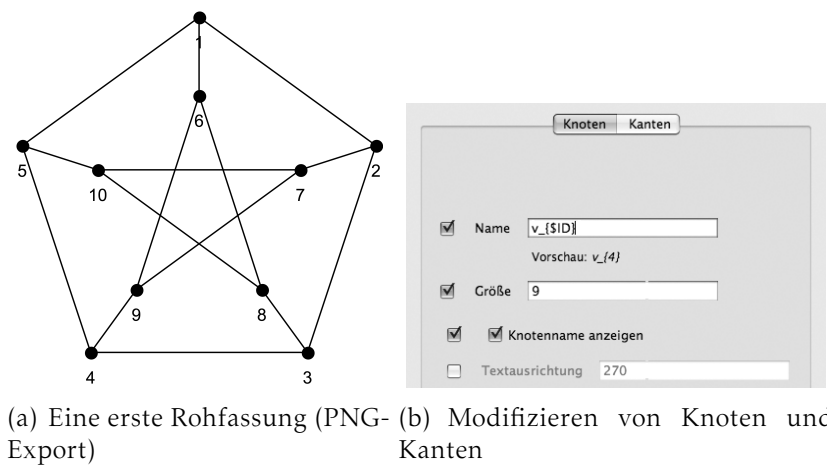 1
6
5
2
10
7
9
8
4
3
Knoten Kanten
Name v_{$ID}
Vorschau: v_{4}
Größe 9
Knotenname anzeigen
Textausrichtung 270
(a) Eine erste Rohfassung (PNG-
Export)
(b) Modifizieren von Knoten und
Kanten